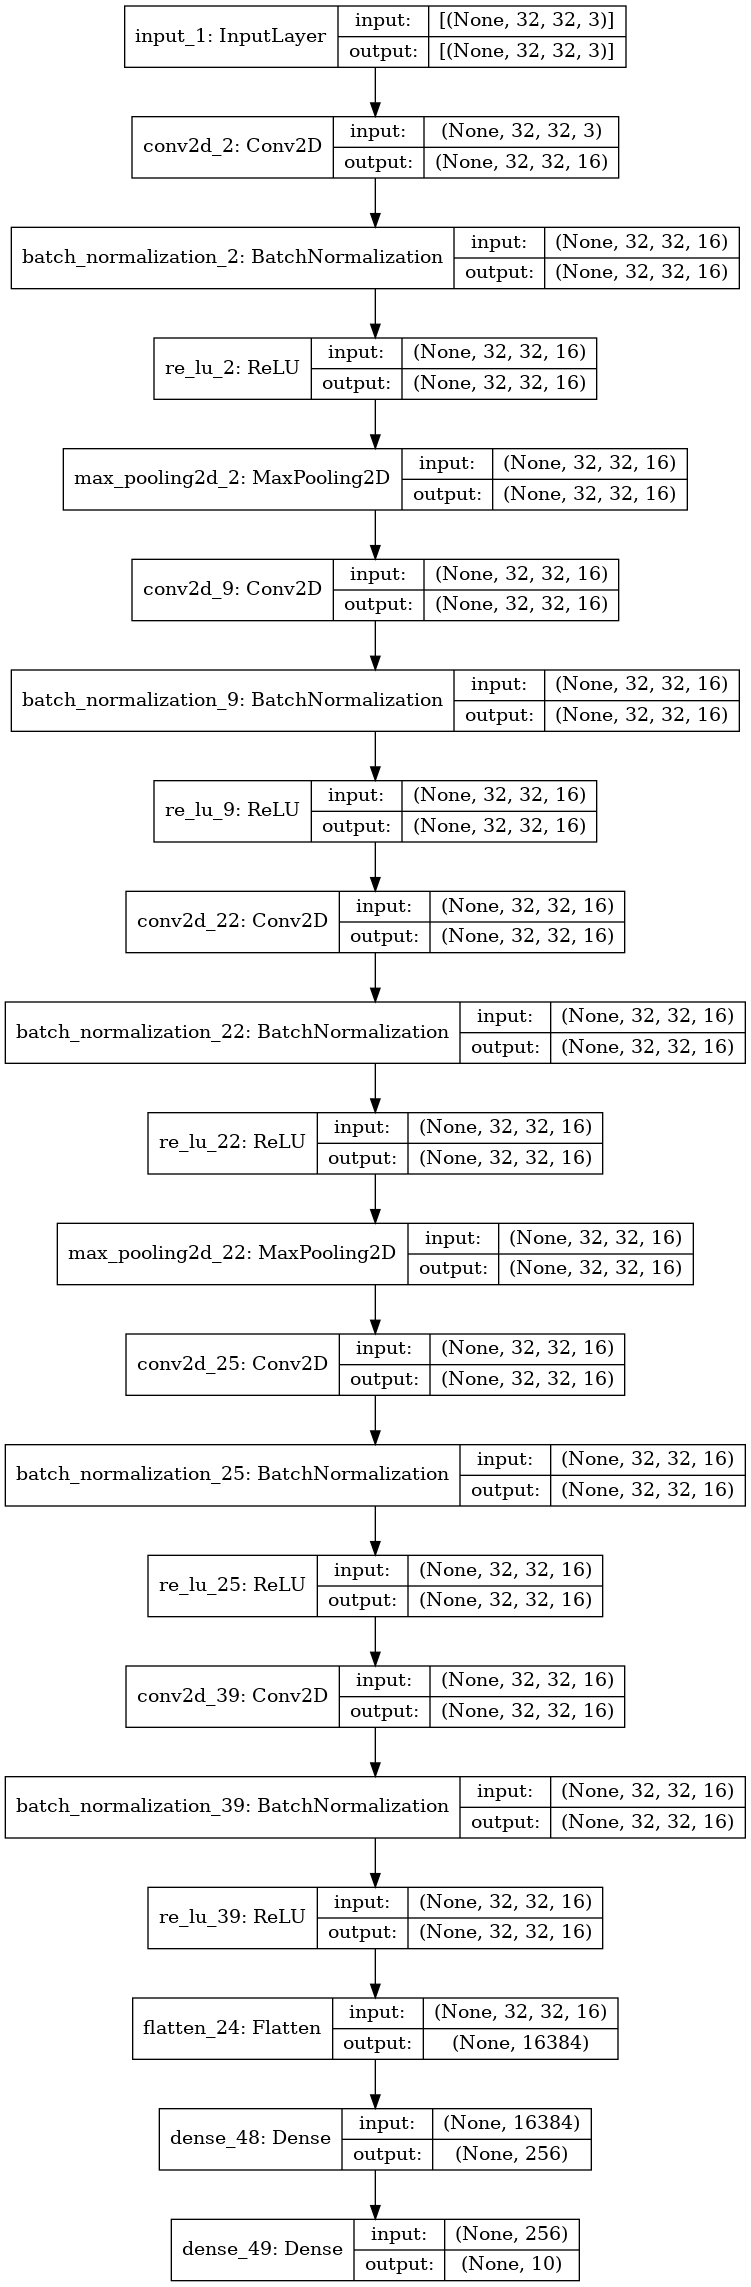 input_1: InputLayer
input: [(None, 32, 32, 3)]
output: [(None, 32, 32, 3)]
conv2d_2: Conv2D
input: (None, 32, 32, 3)
output: (None, 32, 32, 16)
batch_normalization_2: BatchNormalization
input: (None, 32, 32, 16)
output: (None, 32, 32, 16)
re_lu_2: ReLU
input: (None, 32, 32, 16)
output: (None, 32, 32, 16)
max_pooling2d_2: MaxPooling2D
input: (None, 32, 32, 16)
output: (None, 32, 32, 16)
conv2d_9: Conv2D
input: (None, 32, 32, 16)
output: (None, 32, 32, 16)
batch_normalization_9: BatchNormalization
input: (None, 32, 32, 16)
output: (None, 32, 32, 16)
re_lu_9: ReLU
input: (None, 32, 32, 16)
output: (None, 32, 32, 16)
conv2d_22: Conv2D
input: (None, 32, 32, 16)
output: (None, 32, 32, 16)
batch_normalization_22: BatchNormalization
input: (None, 32, 32, 16)
output: (None, 32, 32, 16)
re_lu_22: ReLU
input: (None, 32, 32, 16)
output: (None, 32, 32, 16)
max_pooling2d_22: MaxPooling2D
input: (None, 32, 32, 16)
output: (None, 32, 32, 16)
conv2d_25: Conv2D
input: (None, 32, 32, 16)
output: (None, 32, 32, 16)
batch_normalization_25: BatchNormalization
input: (None, 32, 32, 16)
output: (None, 32, 32, 16)
re_lu_25: ReLU
input: (None, 32, 32, 16)
output: (None, 32, 32, 16)
conv2d_39: Conv2D
input: (None, 32, 32, 16)
output: (None, 32, 32, 16)
batch_normalization_39: BatchNormalization
input: (None, 32, 32, 16)
output: (None, 32, 32, 16)
re_lu_39: ReLU
input: (None, 32, 32, 16)
output: (None, 32, 32, 16)
flatten_24: Flatten
input: (None, 32, 32, 16)
output: (None, 16384)
dense_48: Dense
input: (None, 16384)
output: (None, 256)
dense_49: Dense
input: (None, 256)
output: (None, 10)